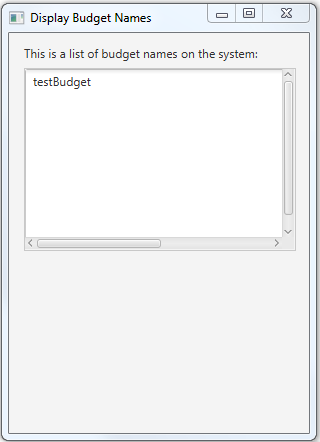 Display Budget Names
This is a list of budget names on the system:
testBudget